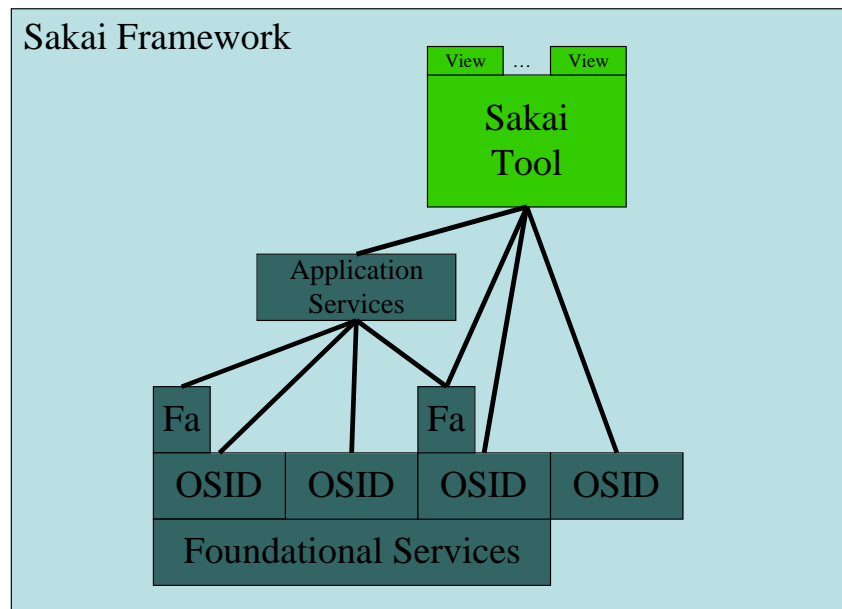 Sakai Framework
View … View
Sakai
Tool
Application
Services
Fa Fa
OSID OSID OSID OSID
Foundational Services